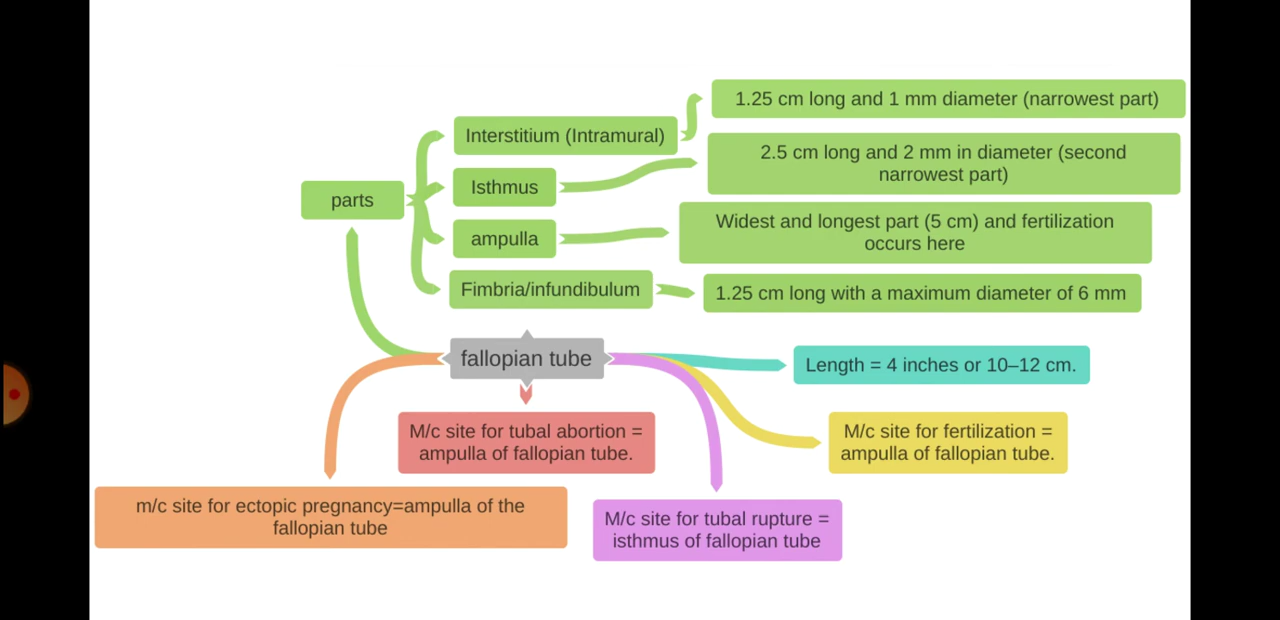 1.25 cm long and 1 mm diameter (narrowest part)
Interstitium (Intramural)
2.5 cm long and 2 mm in diameter (second
narrowest part)
Isthmus
parts
Widest and longest part (5 cm) and fertilization
occurs here
ampulla
Fimbria/infundibulum
1.25 cm long with a maximum diameter of 6 mm
fallopian tube
Length = 4 inches or 10–12 cm.
M/c site for tubal abortion =
ampulla of fallopian tube.
M/c site for fertilization =
ampulla of fallopian tube.
m/c site for ectopic pregnancy=ampulla of the
fallopian tube
M/c site for tubal rupture =
isthmus of fallopian tube